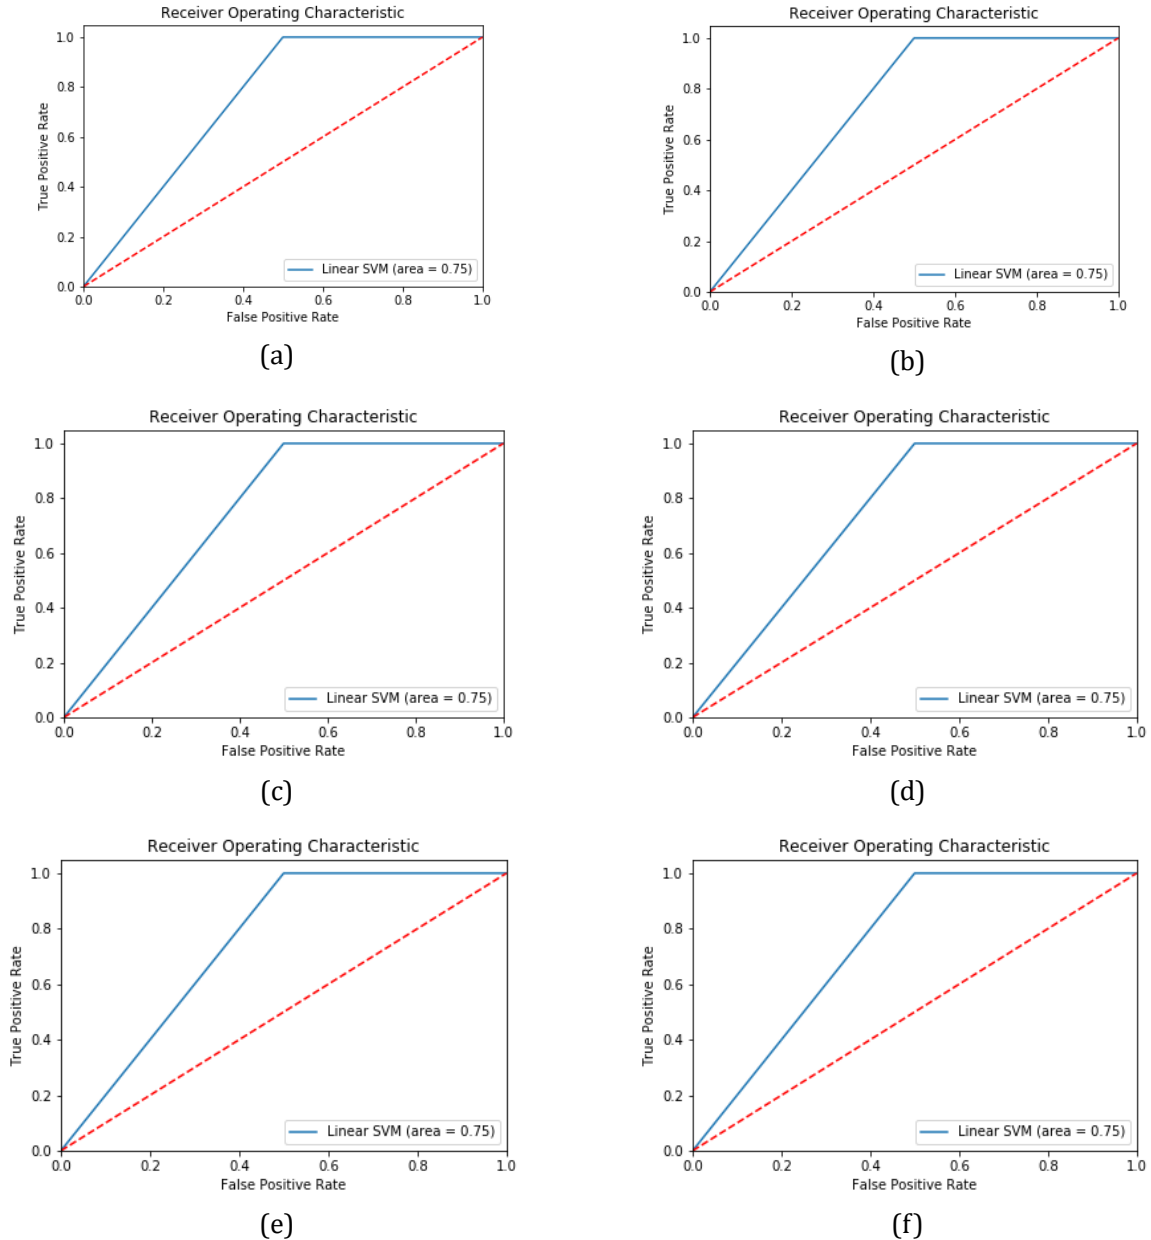 Receiver Operating Characteristic
1.0
0.8
0.6
0.4
0.2
0.0
True Positive Rate
Linear SVM (area = 0.75)
0.0 0.2 0.4 0.6 0.8 1.0
False Positive Rate
(a)
Receiver Operating Characteristic
1.0
0.8
0.6
0.4
0.2
0.0
True Positive Rate
Linear SVM (area = 0.75)
0.0 0.2 0.4 0.6 0.8 1.0
False Positive Rate
(b)
Receiver Operating Characteristic
1.0
0.8
0.6
0.4
0.2
0.0
True Positive Rate
Linear SVM (area = 0.75)
0.0 0.2 0.4 0.6 0.8 1.0
False Positive Rate
(c)
Receiver Operating Characteristic
1.0
0.8
0.6
0.4
0.2
0.0
True Positive Rate
Linear SVM (area = 0.75)
0.0 0.2 0.4 0.6 0.8 1.0
False Positive Rate
(d)
Receiver Operating Characteristic
1.0
0.8
0.6
0.4
0.2
0.0
True Positive Rate
Linear SVM (area = 0.75)
0.0 0.2 0.4 0.6 0.8 1.0
False Positive Rate
(e)
Receiver Operating Characteristic
1.0
0.8
0.6
0.4
0.2
0.0
True Positive Rate
Linear SVM (area = 0.75)
0.0 0.2 0.4 0.6 0.8 1.0
False Positive Rate
(f)